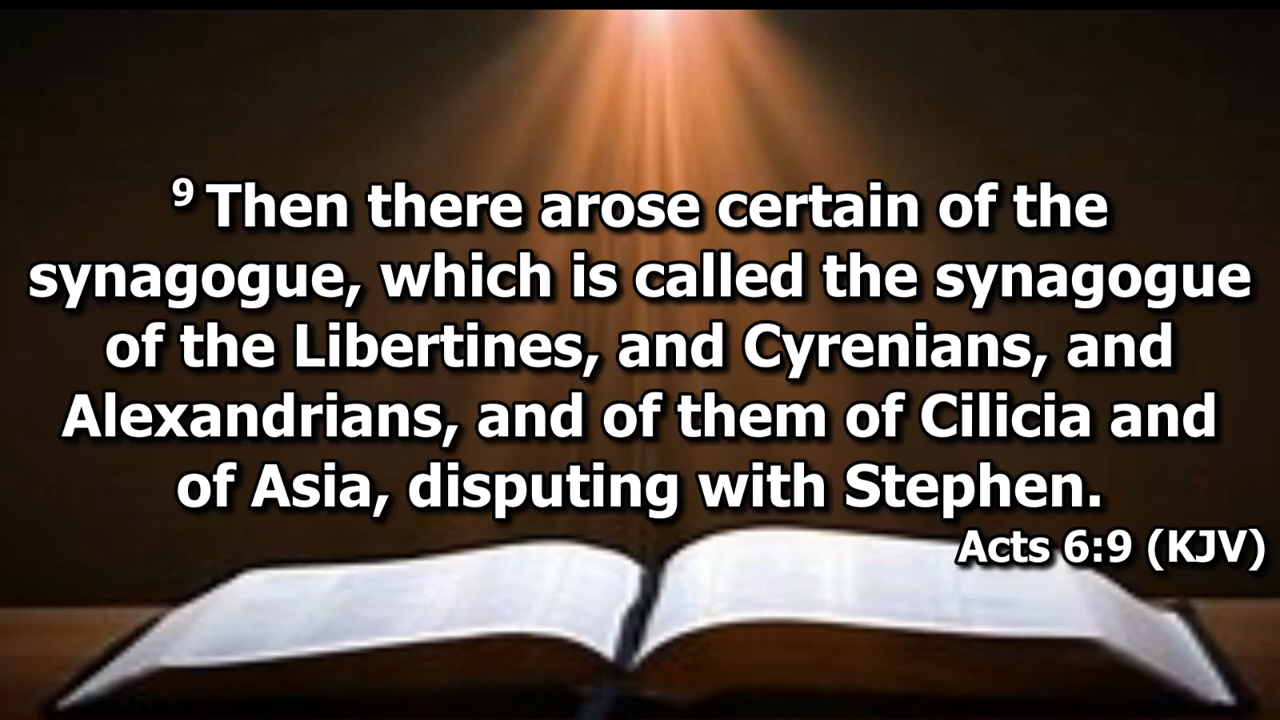 9 Then there arose certain of the
synagogue, which is called the synagogue
of the Libertines, and Cyrenians, and
Alexandrians, and of them of Cilicia and
of Asia, disputing with Stephen.
Acts 6:9 (KJV)